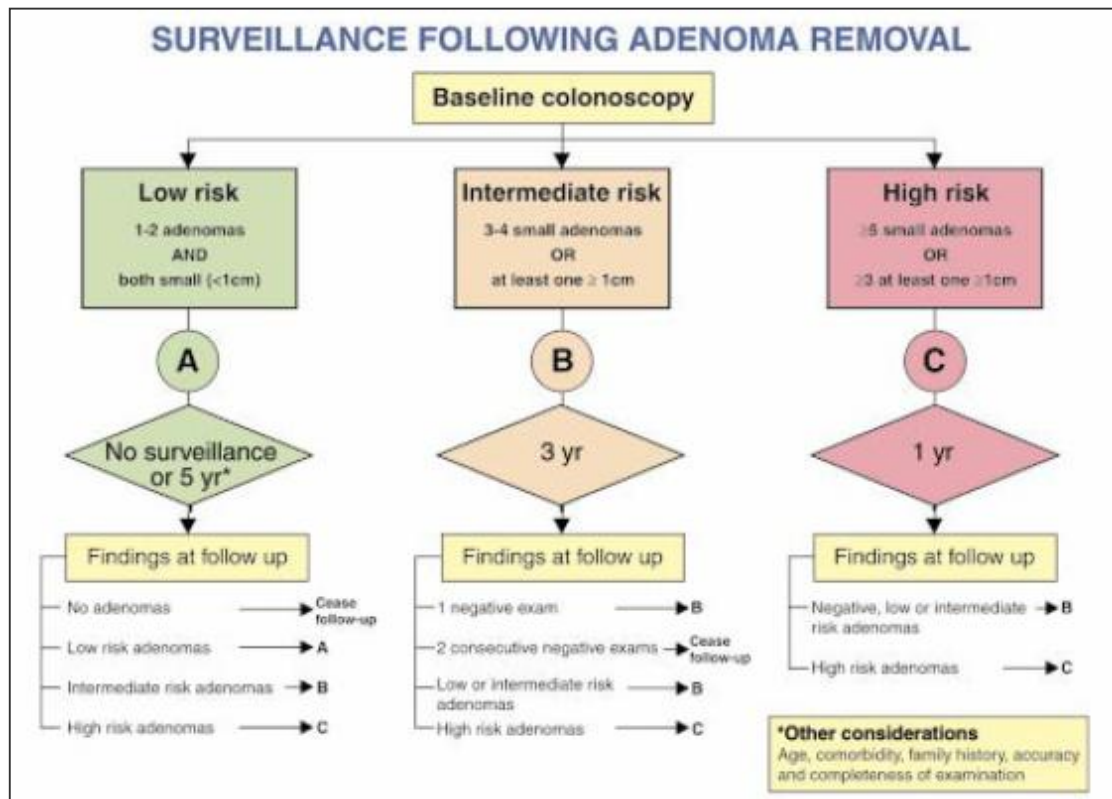 SURVEILLANCE FOLLOWING ADENOMA REMOVAL
Baseline colonoscopy
Low risk
1-2 adenomas
AND
both small (<1cm)
A
No surveillance
or 5 yr*
Findings at follow up
No adenomas
Cease
follow-up
Low risk adenomas
A
Intermediate risk adenomas
B
High risk adenomas
C
Intermediate risk
3-4 small adenomas
OR
at least one ≥ 1cm
B
3 yr
Findings at follow up
1 negative exam
B
2 consecutive negative exams
Cease
follow-up
Low or intermediate risk
adenomas
B
High risk adenomas
C
High risk
≥5 small adenomas
OR
≥3 at least one ≥1cm
C
1 yr
Findings at follow up
Negative, low or intermediate
risk adenomas
B
High risk adenomas
C
*Other considerations
Age, comorbidity, family history, accuracy
and completeness of examination